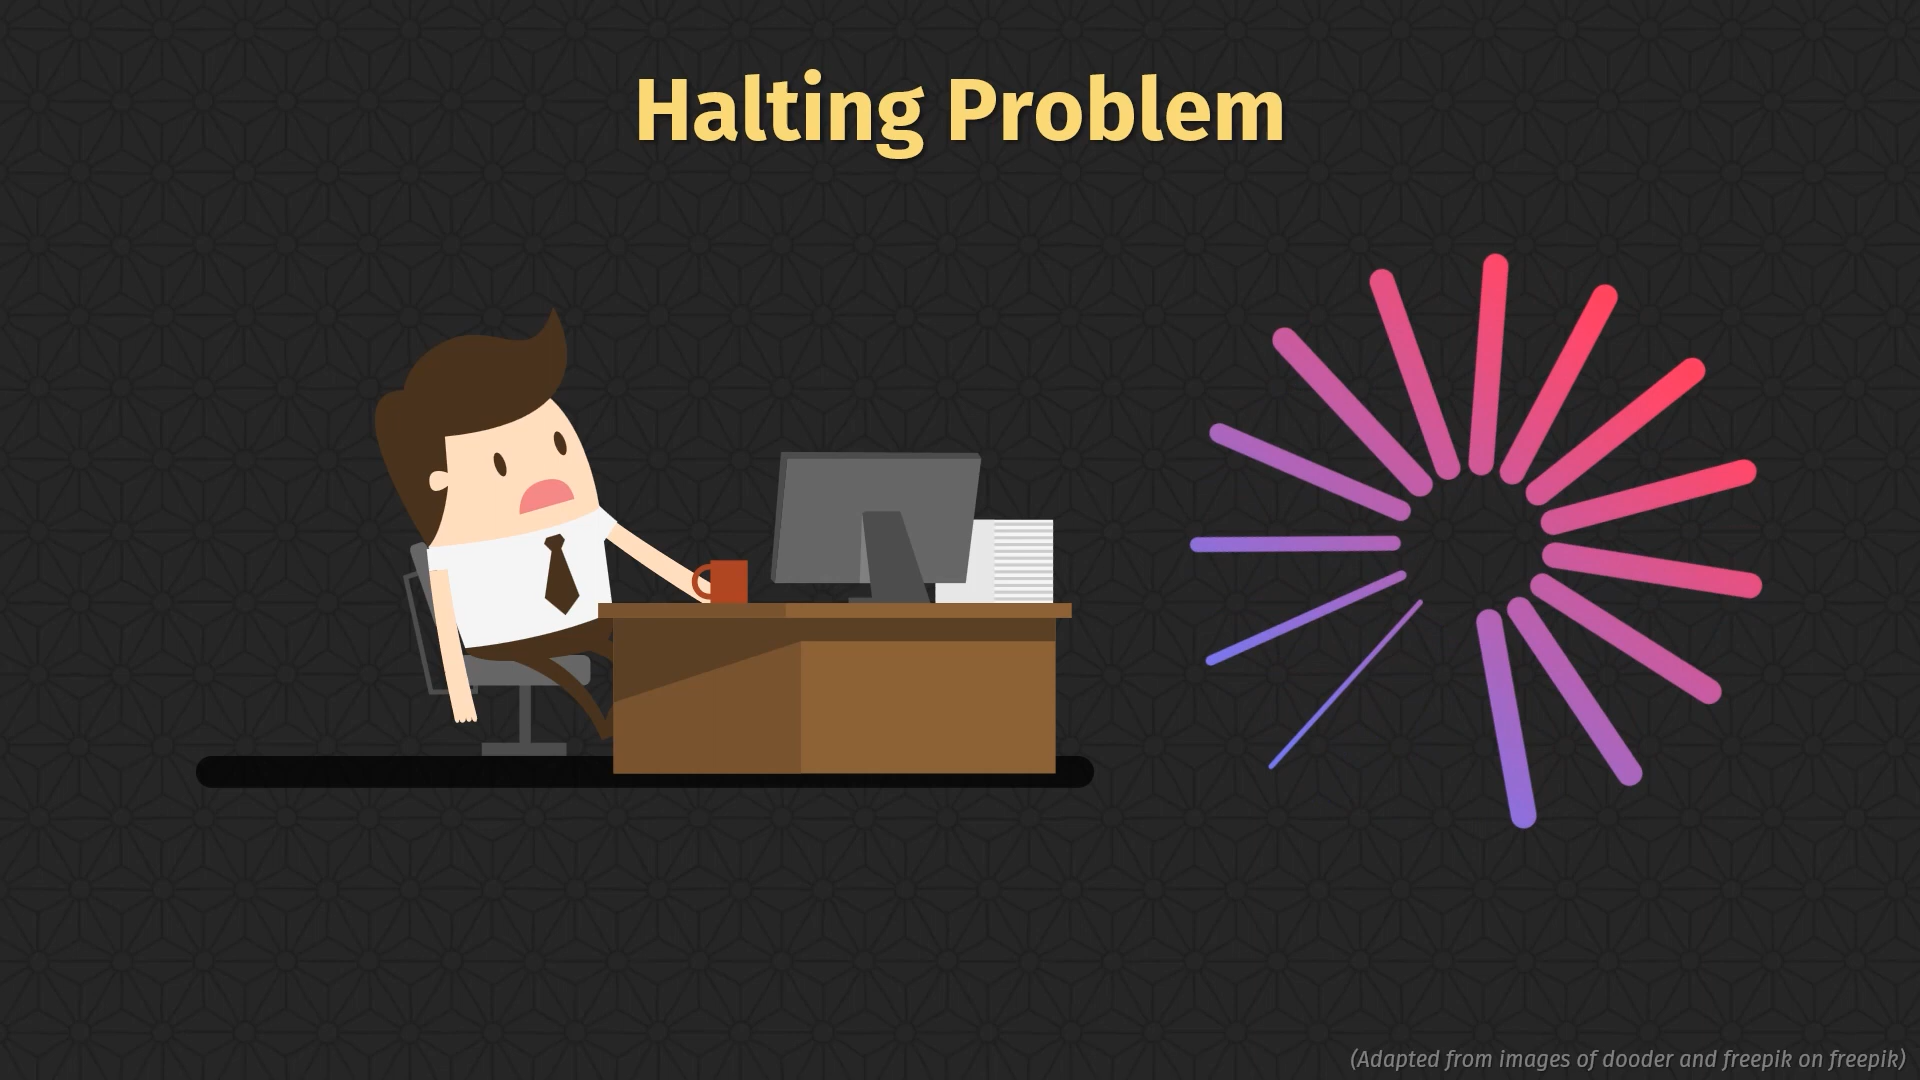 Halting Problem
(Adapted from images of dooder and freepik on freepik)